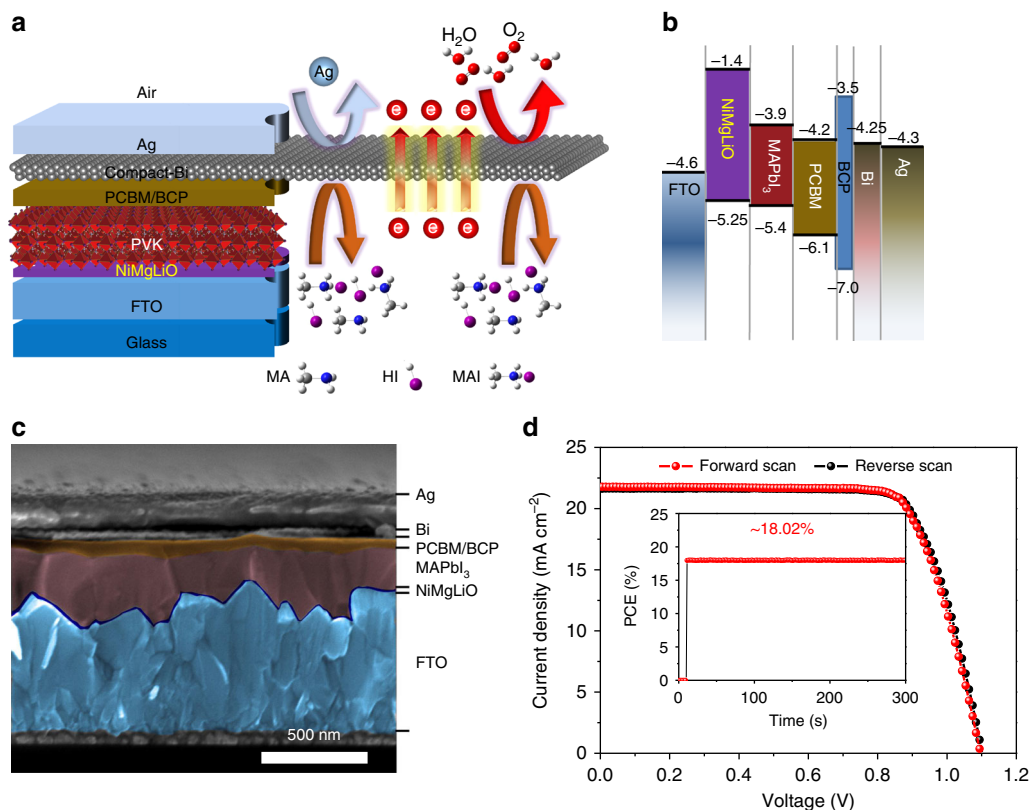 a
H₂O
O₂
Ag
Air
Ag
Compact-Bi
PCBM/BCP
PVK
NiMgLiO
FTO
Glass
e e e
e e e
MA
HI
MAI
b
−1.4
−3.5
−3.9
−4.2
−4.25
−4.3
−4.6
NiMgLiO
MAPbI₃
PCBM
BCP
Bi
Ag
FTO
−5.25
−5.4
−6.1
−7.0
c
Ag
Bi
PCBM/BCP
MAPbI₃
NiMgLiO
FTO
500 nm
d
Forward scan
Reverse scan
~18.02%
25
20
15
10
5
0
Current density (mA cm⁻²)
25
20
15
10
5
0
PCE (%)
100 200 300
Time (s)
0.0 0.2 0.4 0.6 0.8 1.0 1.2
Voltage (V)